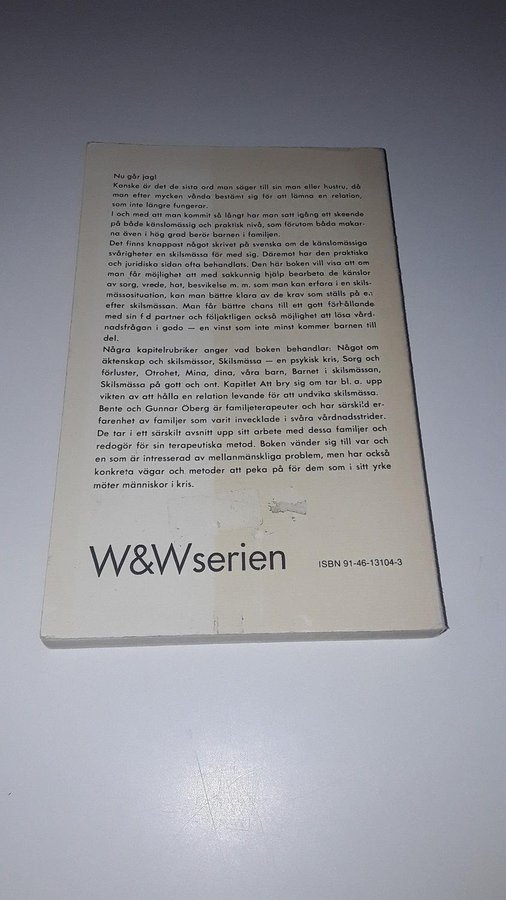 Nu går jag!
Kanske är det de sista ord man säger till sin man eller hustru, då
man efter mycken vånda bestämt sig för att lämna en relation,
som inte längre fungerar.
I och med att man kommit så långt har man satt igång ett skeende
på både känslomässig och praktisk nivå, som förutom båda makar-
na även i hög grad berör barnen i familjen.
Det finns knappast något skrivet på svenska om de känslomässiga
svårigheter en skilsmässa för med sig. Däremot har den praktiska
och juridiska sidan ofta behandlats. Den här boken vill visa att om
man får möjlighet att med sakkunnig hjälp bearbeta de känslor
av sorg, vrede, hat, besvikelse m. m. som man kan erfara i en skils-
mässosituation, kan man bättre klara av de krav som ställs på en
efter skilsmässan. Man får bättre chans till ett gott förhållande
med sin f d partner och följaktligen också möjlighet att lösa vård-
nadsfrågan i godo — en vinst som inte minst kommer barnen till
del.
Några kapitelrubriker anger vad boken behandlar: Något om
äktenskap och skilsmässor, Skilsmässa — en psykisk kris, Sorg och
förluster, Otrohet, Mina, dina, våra barn, Barnet i skilsmässan,
Skilsmässa på gott och ont. Kapitlet Att bry sig om tar bl. a. upp
vikten av att hålla en relation levande för att undvika skilsmässa.
Bente och Gunnar Öberg är familjeterapeuter och har särskild er-
farenhet av familjer som varit invecklade i svåra vårdnadsstrider.
De tar i ett särskilt avsnitt upp sitt arbete med dessa familjer och
redogör för sin terapeutiska metod. Boken vänder sig till var och
en som är intresserad av mellanmänskliga problem, men har också
konkreta vägar och metoder att peka på för dem som i sitt yrke
möter människor i kris.
W&Wserien
ISBN 91-46-13104-3